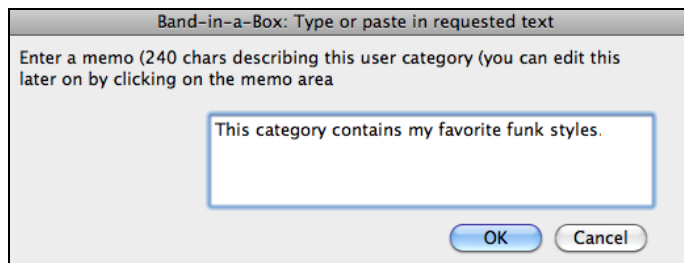 Band-in-a-Box: Type or paste in requested text
Enter a memo (240 chars describing this user category (you can edit this
later on by clicking on the memo area
This category contains my favorite funk styles.
OK Cancel